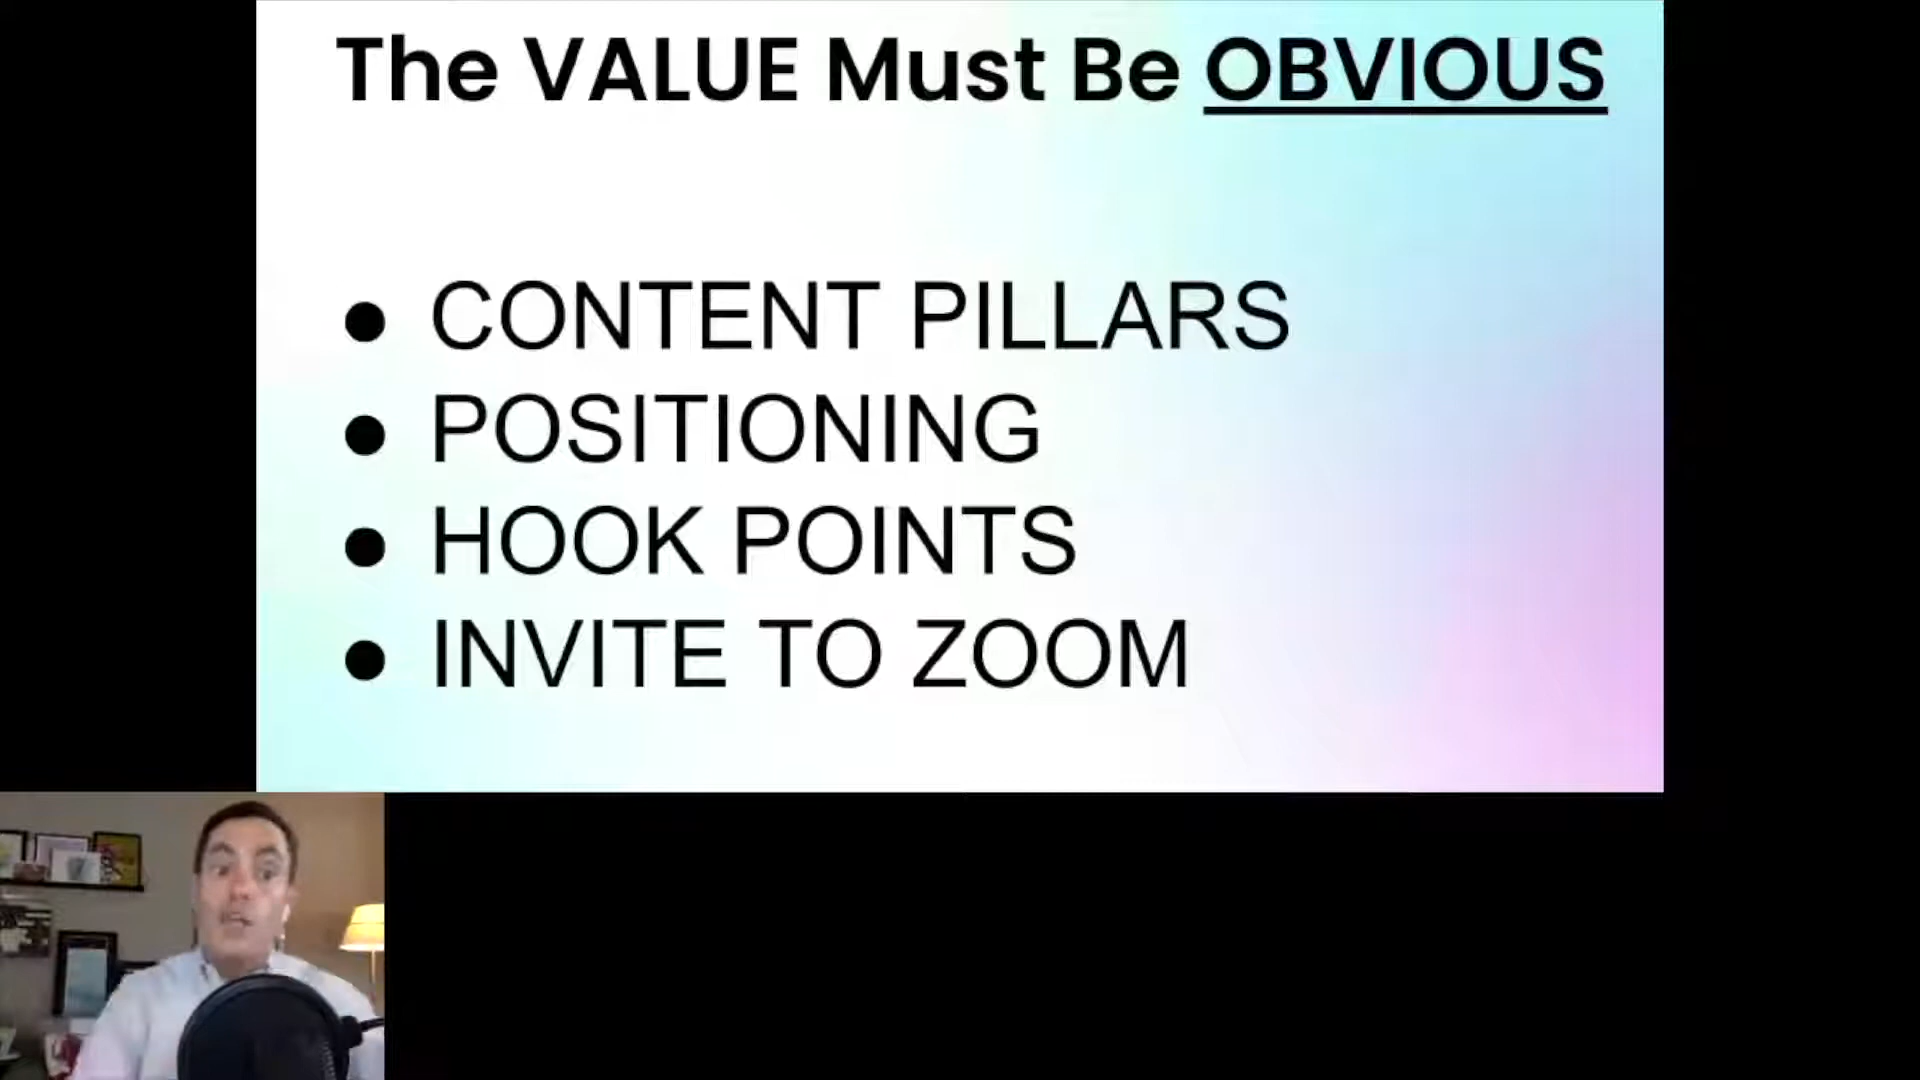 The VALUE Must Be OBVIOUS
● CONTENT PILLARS
● POSITIONING
● HOOK POINTS
● INVITE TO ZOOM